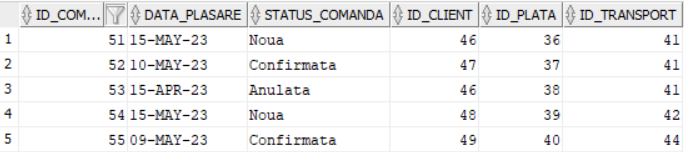 ID_COM... DATA_PLASARE STATUS_COMANDA ID_CLIENT ID_PLATA ID_TRANSPORT
1 51 15-MAY-23 Noua 46 36 41
2 52 10-MAY-23 Confirmata 47 37 41
3 53 15-APR-23 Anulata 46 38 41
4 54 15-MAY-23 Noua 48 39 42
5 55 09-MAY-23 Confirmata 49 40 44